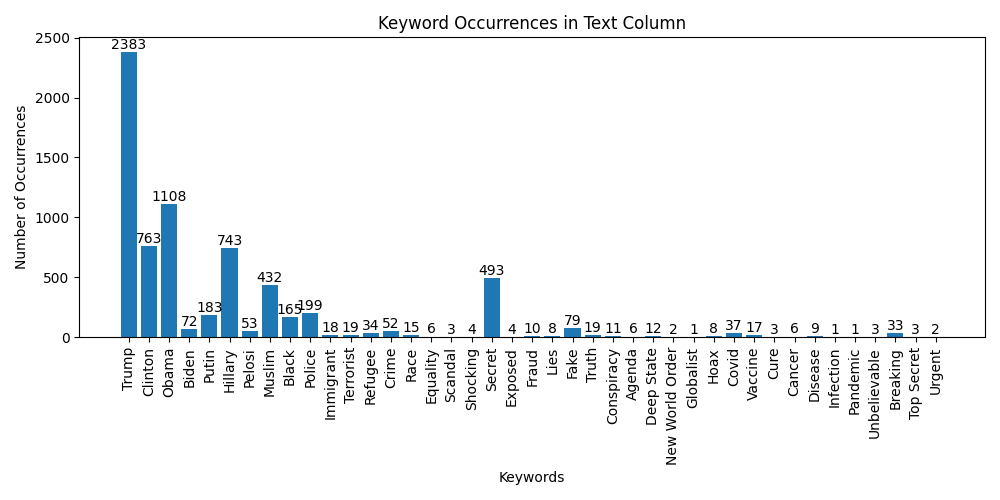 Keyword Occurrences in Text Column
Number of Occurrences
2500
2000
1500
1000
500
0
2383
763
1108
72
183
743
53
432
165
199
18
19
34
52
15
6
3
4
493
4
10
8
79
19
11
6
12
2
1
8
37
17
3
6
9
1
1
3
33
3
2
Trump
Clinton
Obama
Biden
Putin
Hillary
Pelosi
Muslim
Black
Police
Immigrant
Terrorist
Refugee
Crime
Race
Equality
Scandal
Shocking
Secret
Exposed
Fraud
Lies
Fake
Truth
Conspiracy
Agenda
Deep State
New World Order
Globalist
Hoax
Covid
Vaccine
Cure
Cancer
Disease
Infection
Pandemic
Unbelievable
Breaking
Top Secret
Urgent
Keywords